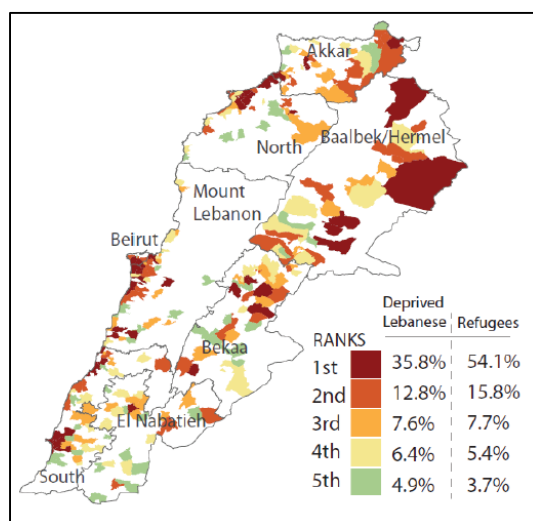 Akkar
North
Baalbek/Hermel
Mount
Lebanon
Beirut
Bekaa
El Nabatieh
South
Deprived
Lebanese
Refugees
RANKS
1st 35.8% 54.1%
2nd 12.8% 15.8%
3rd 7.6% 7.7%
4th 6.4% 5.4%
5th 4.9% 3.7%